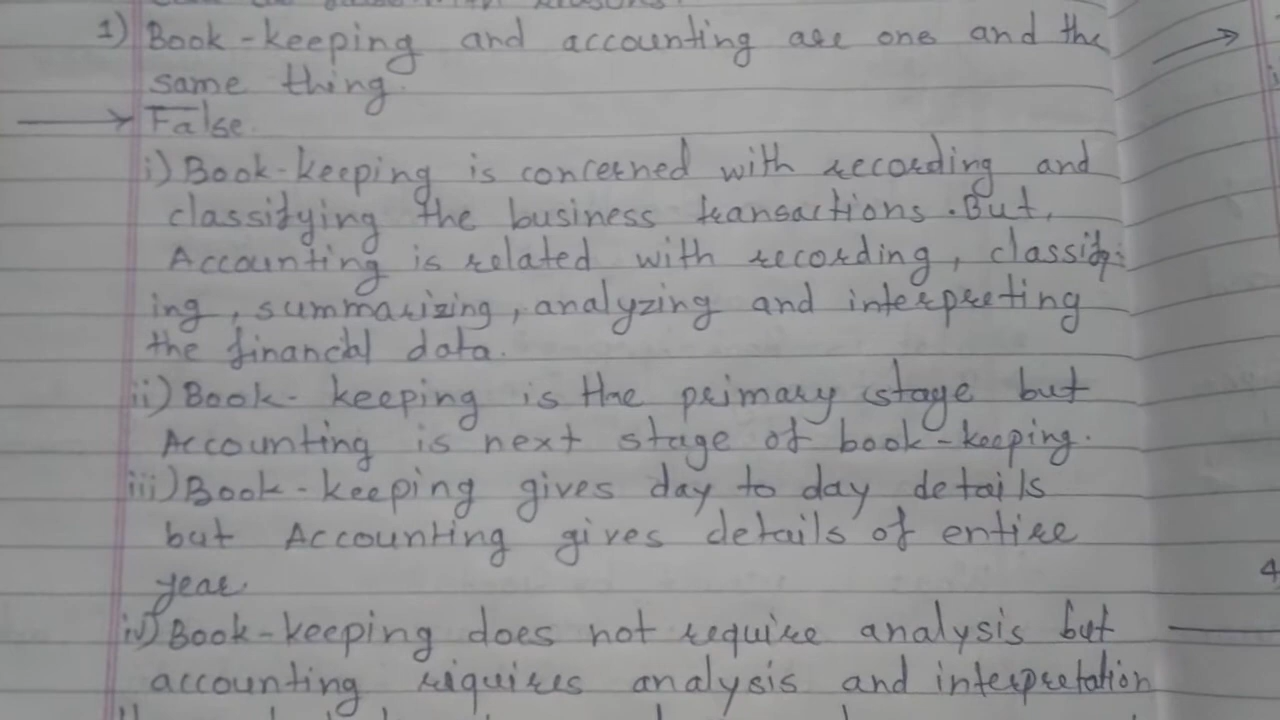 1) Book-keeping and accounting are one and the
same thing.
→ False.
i) Book-keeping is concerned with recording and
classifying the business transactions. But,
Accounting is related with recording, classify-
ing, summarizing, analyzing and interpreting
the financial data.
ii) Book-keeping is the primary stage but
Accounting is next stage of book-keeping.
iii) Book-keeping gives day to day details
but Accounting gives details of entire
year.
4
iv) Book-keeping does not require analysis but
accounting riquires analysis and interpretation